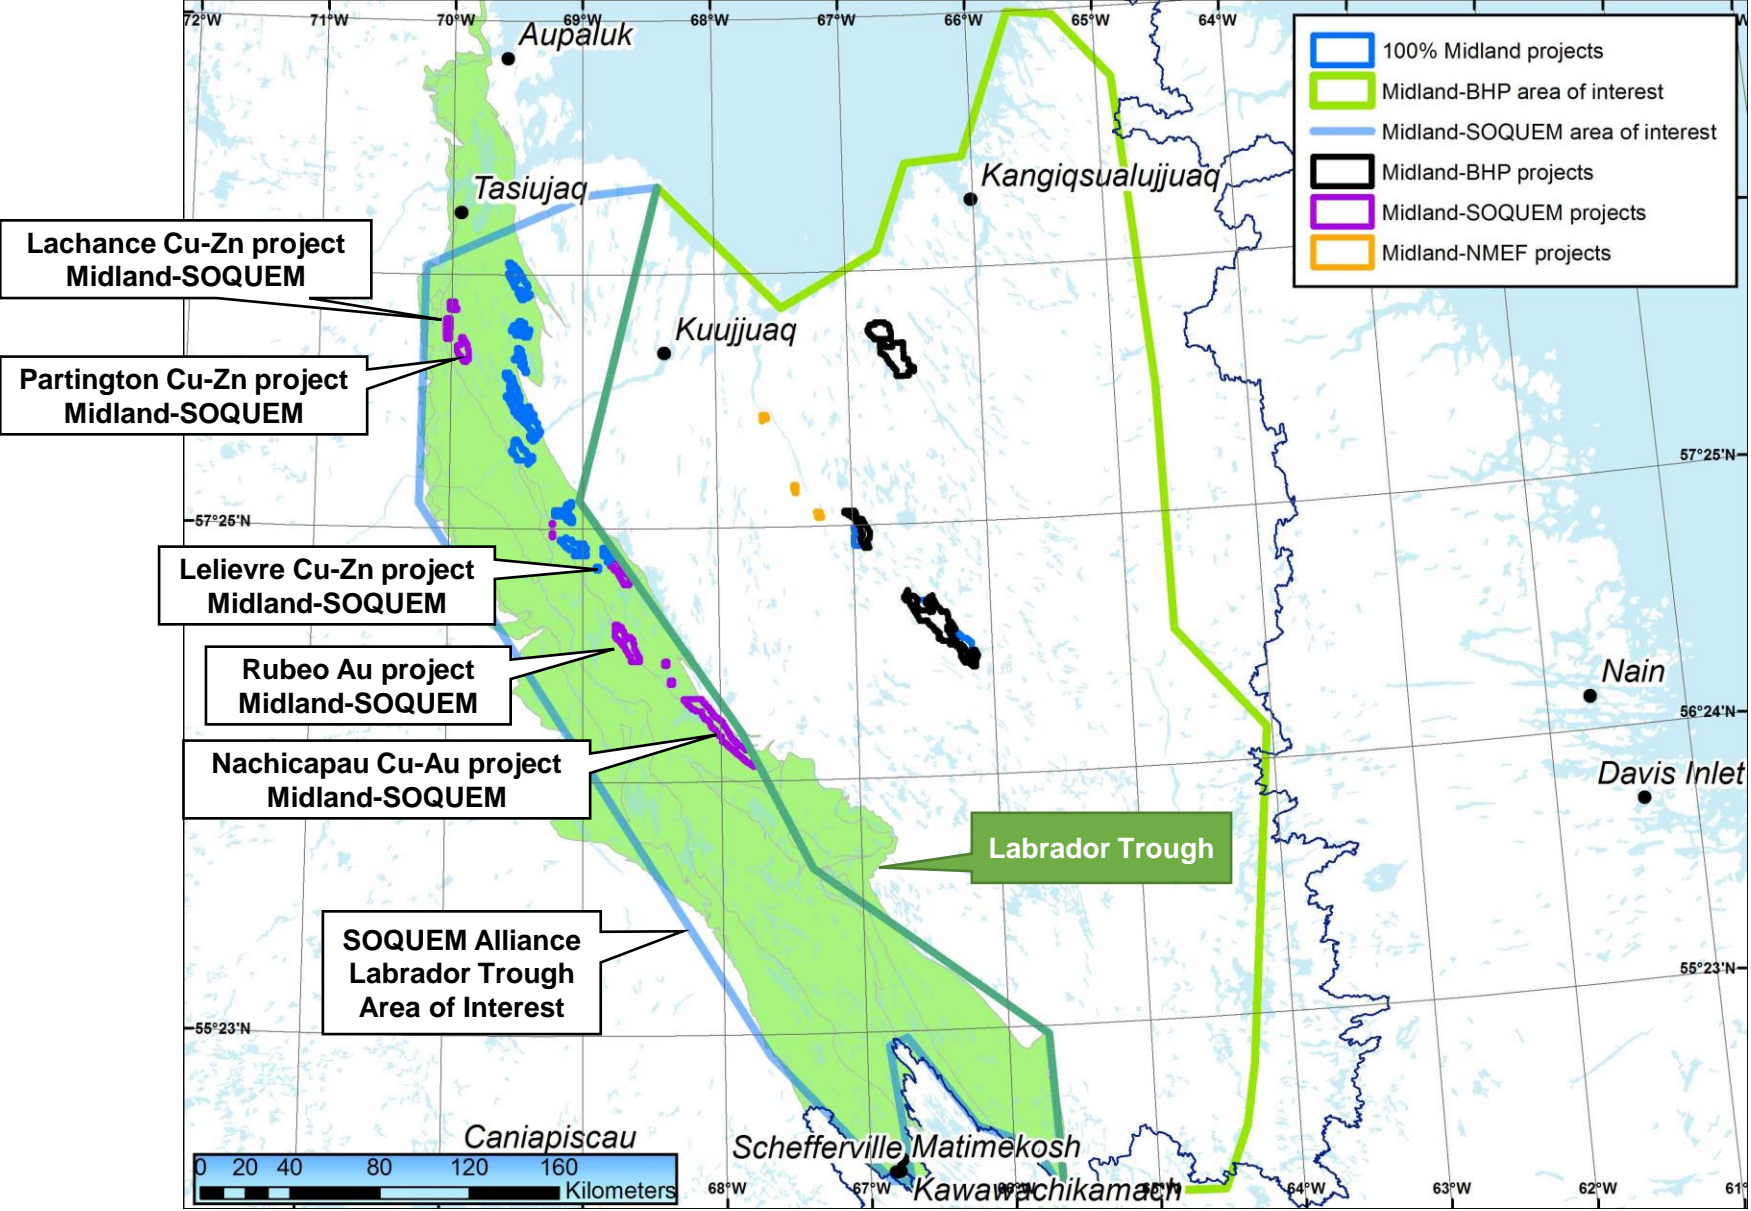 72°W
71°W
70°W
69°W
68°W
67°W
66°W
65°W
64°W
Aupaluk
100% Midland projects
Midland-BHP area of interest
Midland-SOQUEM area of interest
Midland-BHP projects
Midland-SOQUEM projects
Midland-NMEF projects
Tasiujaq
Kangiqsualujjuaq
Lachance Cu-Zn project
Midland-SOQUEM
Kuujjuaq
Partington Cu-Zn project
Midland-SOQUEM
57°25'N
57°25'N
Lelievre Cu-Zn project
Midland-SOQUEM
Rubeo Au project
Midland-SOQUEM
Nain
56°24'N
Nachicapau Cu-Au project
Midland-SOQUEM
Davis Inlet
Labrador Trough
SOQUEM Alliance
Labrador Trough
Area of Interest
55°23'N
55°23'N
Caniapiscau
Schefferville
Matimekosh
Kawawachikamach
0 20 40 80 120 160
Kilometers
68°W
67°W
66°W
65°W
64°W
63°W
62°W
61°